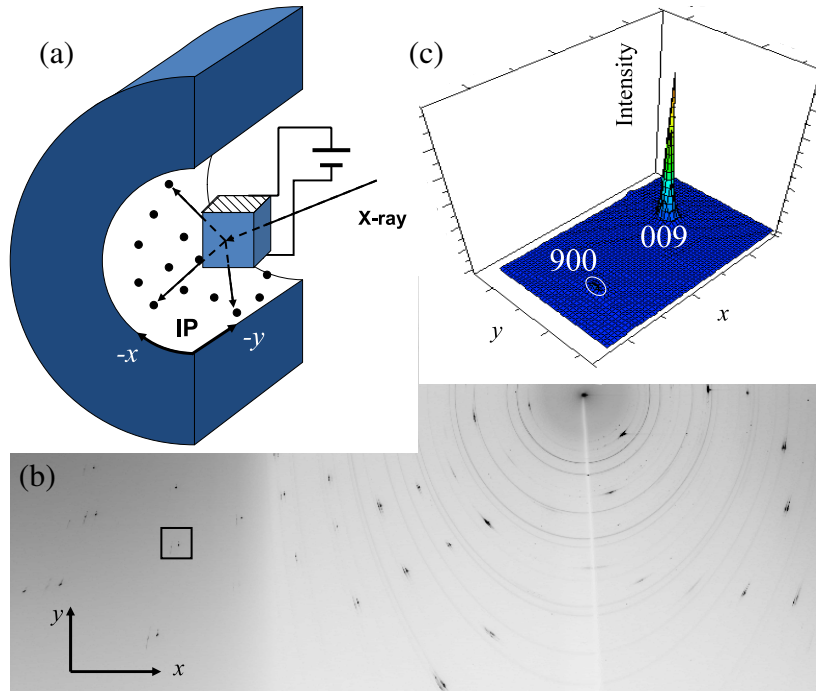 (a)
X-ray
IP
-x
-y
(c)
Intensity
009
900
y
x
(b)
y
x